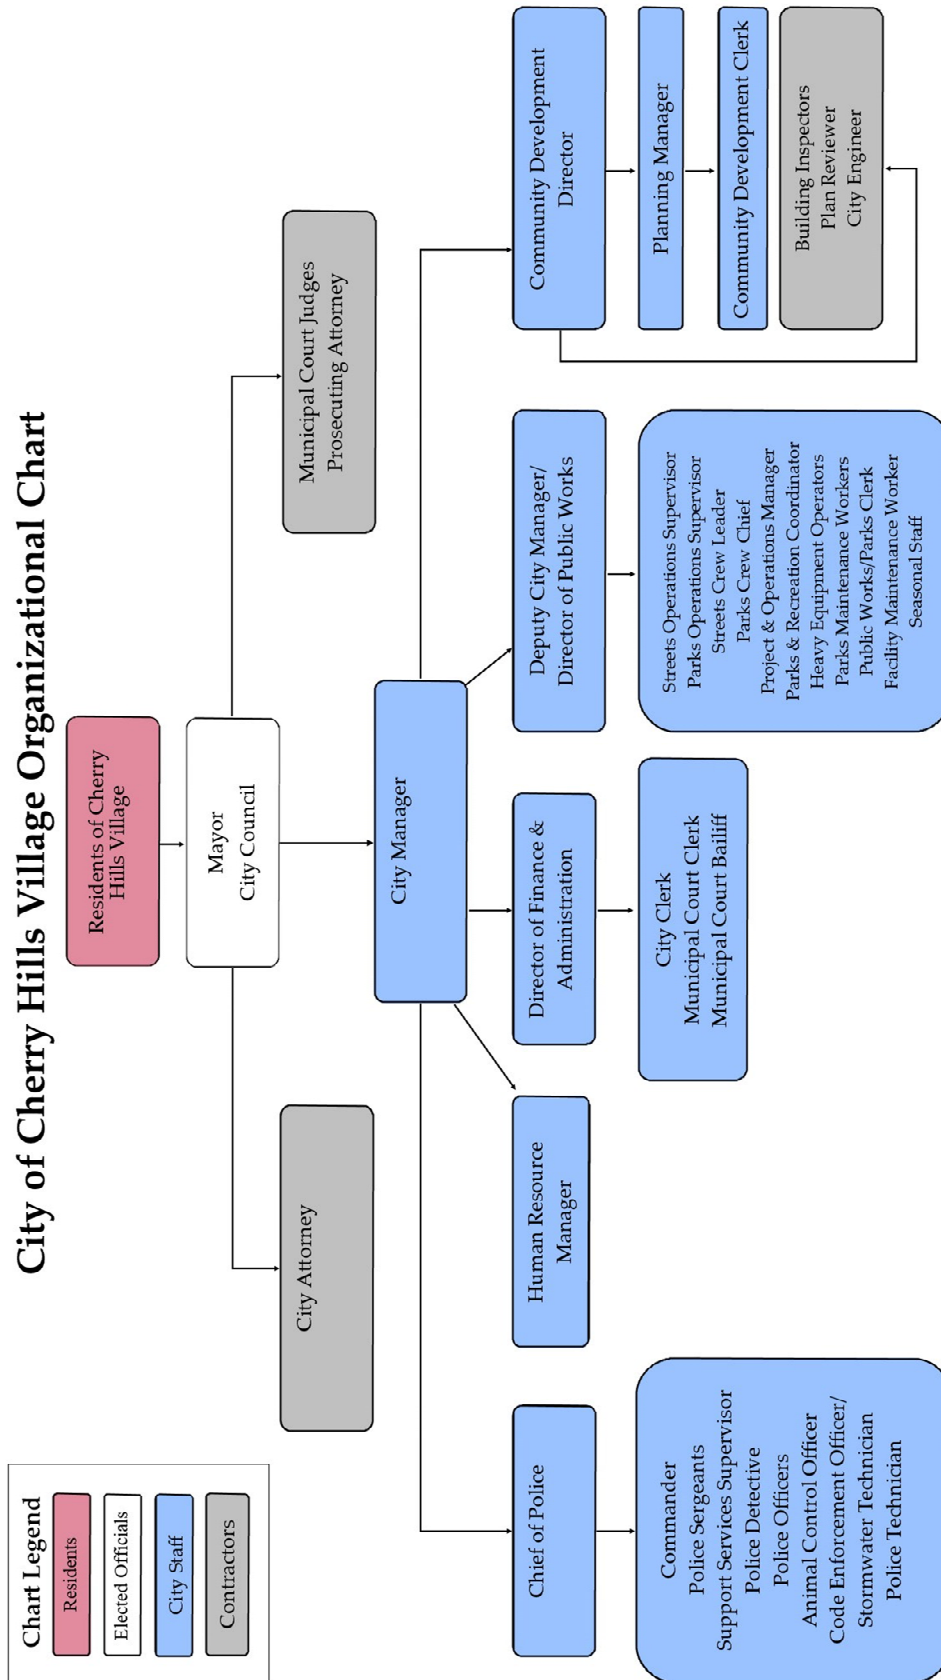 City of Cherry Hills Village Organizational Chart
Chart Legend
Residents
Elected Officials
City Staff
Contractors
Residents of Cherry
Hills Village
Mayor
City Council
City Attorney
Municipal Court Judges
Prosecuting Attorney
City Manager
Chief of Police
Human Resource
Manager
Director of Finance &
Administration
Deputy City Manager/
Director of Public Works
Community Development
Director
Commander
Police Sergeants
Support Services Supervisor
Police Detective
Police Officers
Animal Control Officer
Code Enforcement Officer/
Stormwater Technician
Police Technician
City Clerk
Municipal Court Clerk
Municipal Court Bailiff
Streets Operations Supervisor
Parks Operations Supervisor
Streets Crew Leader
Parks Crew Chief
Project & Operations Manager
Parks & Recreation Coordinator
Heavy Equipment Operators
Parks Maintenance Workers
Public Works/Parks Clerk
Facility Maintenance Worker
Seasonal Staff
Planning Manager
Community Development Clerk
Building Inspectors
Plan Reviewer
City Engineer